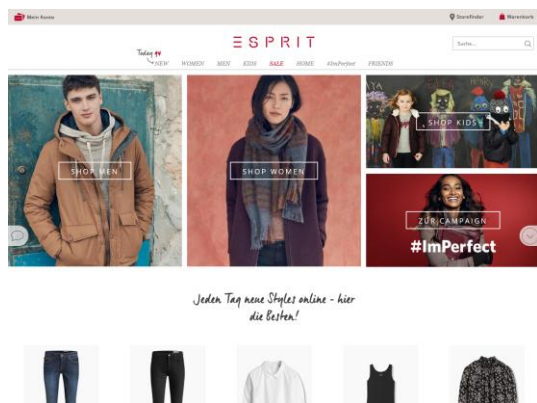 Mein Konto
Storefinder
Warenkorb
ESPRIT
Suche...
Today 94
NEW
WOMEN
MEN
KIDS
SALE
HOME
#ImPerfect
FRIENDS
SHOP MEN
SHOP WOMEN
SHOP KIDS
ZUR CAMPAIGN
#ImPerfect
Jeden Tag neue Styles online - hier
die Besten!